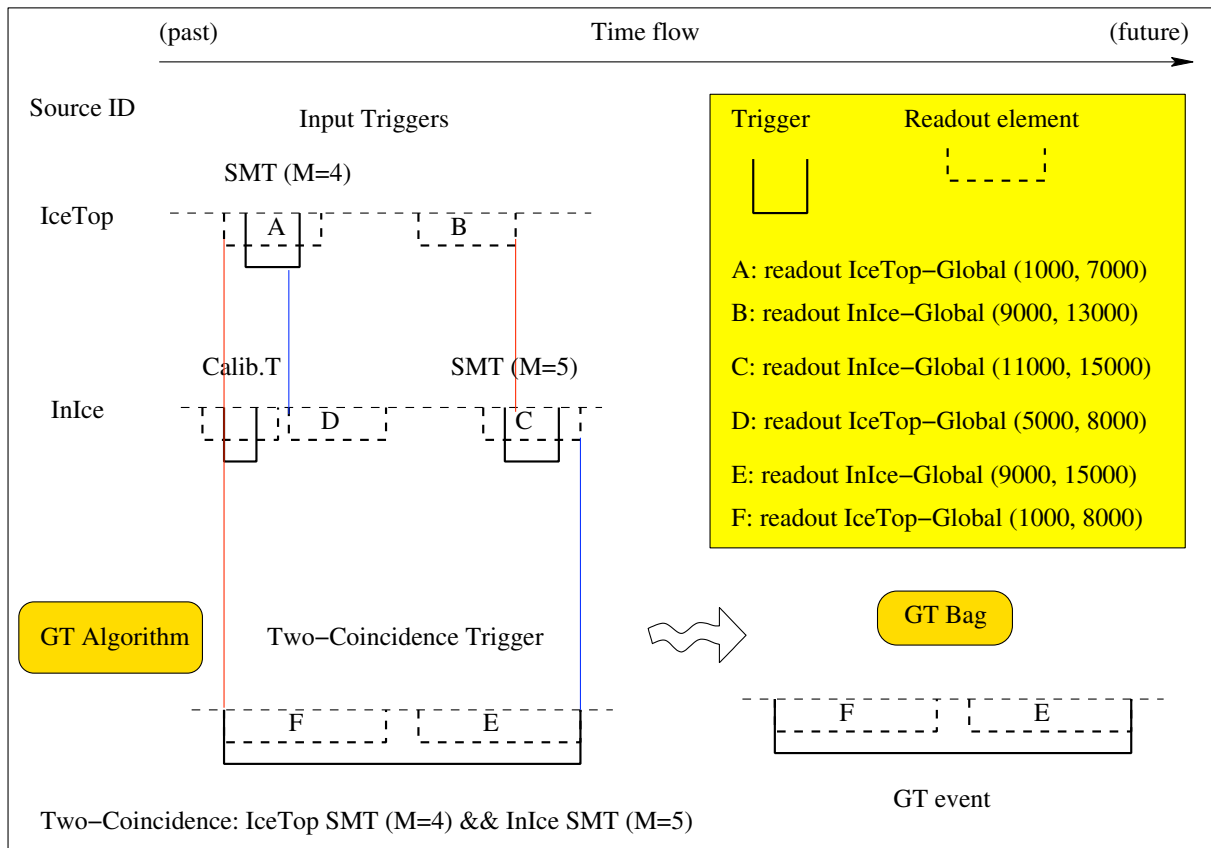 (past) Time flow (future)
Source ID
Input Triggers
SMT (M=4)
IceTop
A
B
Calib.T
SMT (M=5)
InIce
D
C
Trigger
Readout element
A: readout IceTop−Global (1000, 7000)
B: readout InIce−Global (9000, 13000)
C: readout InIce−Global (11000, 15000)
D: readout IceTop−Global (5000, 8000)
E: readout InIce−Global (9000, 15000)
F: readout IceTop−Global (1000, 8000)
GT Algorithm
Two−Coincidence Trigger
GT Bag
F
E
F
E
GT event
Two−Coincidence: IceTop SMT (M=4) && InIce SMT (M=5)